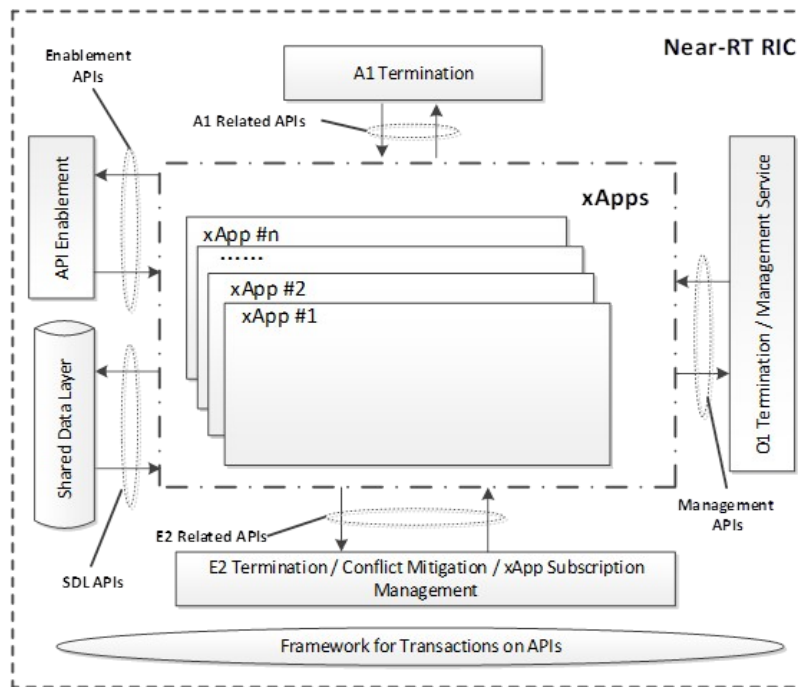 Near-RT RIC
Enablement
APIs
A1 Termination
A1 Related APIs
API Enablement
xApps
xApp #n
······
xApp #2
xApp #1
O1 Termination / Management Service
Shared Data Layer
Management
APIs
E2 Related APIs
SDL APIs
E2 Termination / Conflict Mitigation / xApp Subscription
Management
Framework for Transactions on APIs